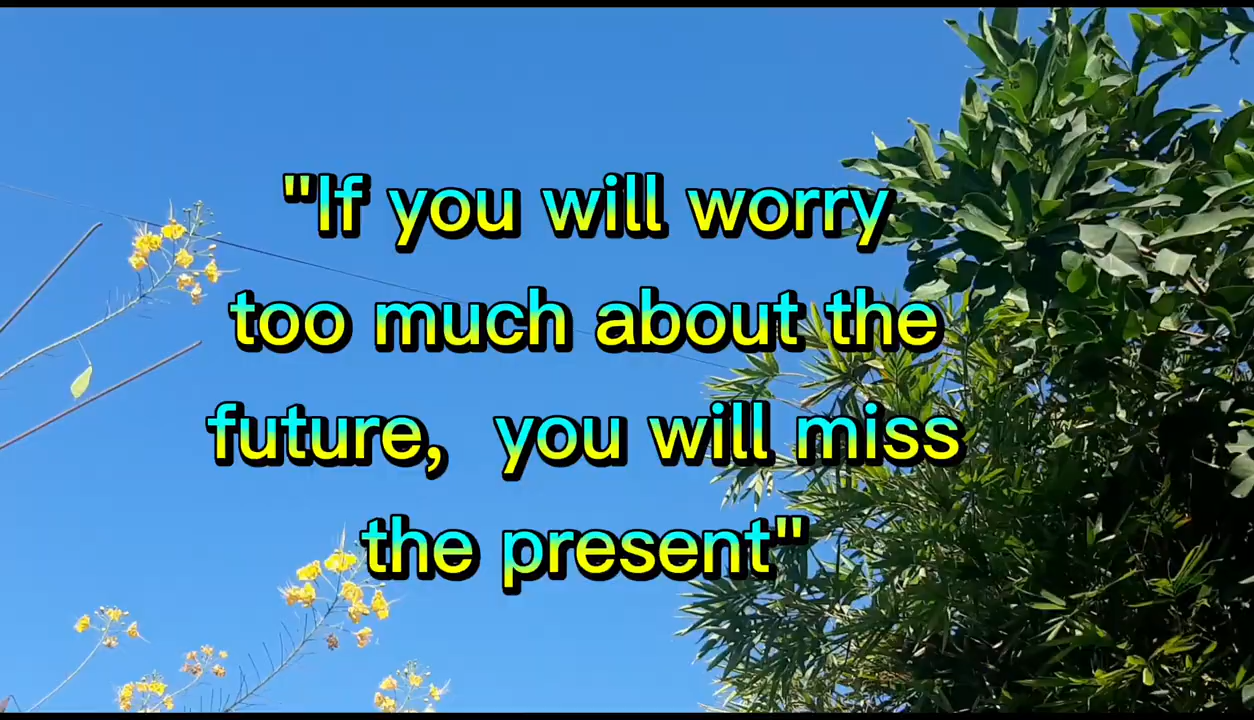 "If you will worry
too much about the
future,  you will miss
the present"